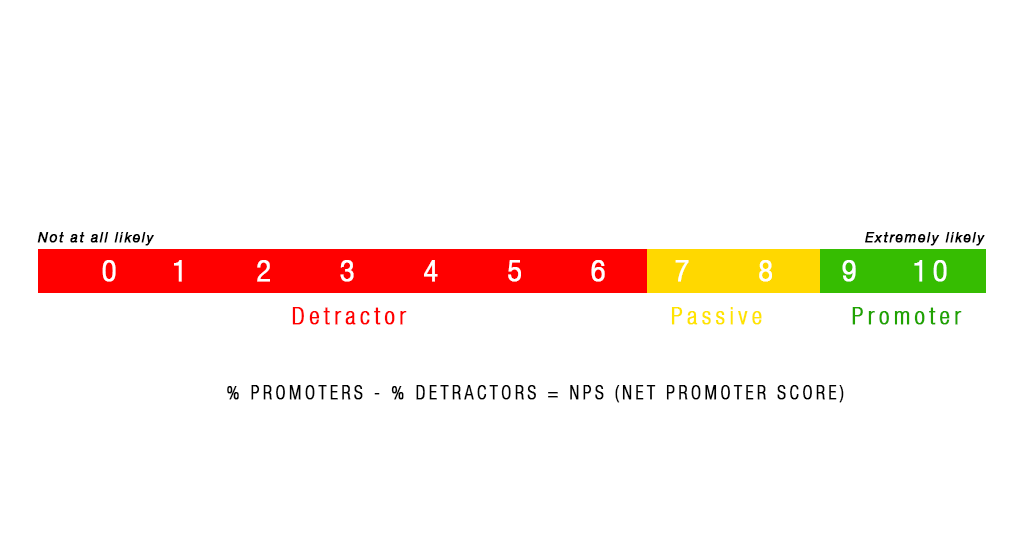 Not at all likely Extremely likely
0 1 2 3 4 5 6 7 8 9 10
Detractor Passive Promoter
% PROMOTERS - % DETRACTORS = NPS (NET PROMOTER SCORE)